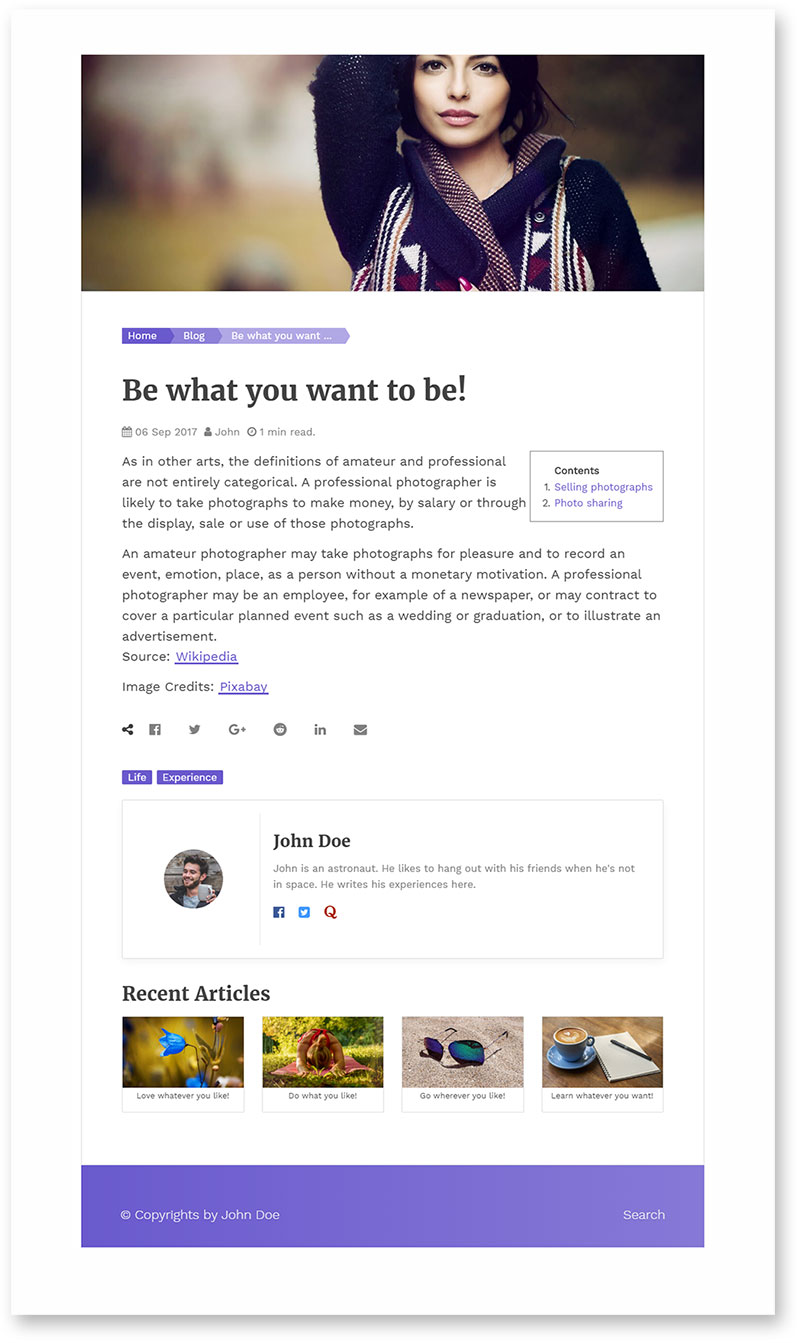 Home Blog Be what you want ...
Be what you want to be!
06 Sep 2017 John 1 min read.
As in other arts, the definitions of amateur and professional
are not entirely categorical. A professional photographer is
likely to take photographs to make money, by salary or through
the display, sale or use of those photographs.
Contents
1. Selling photographs
2. Photo sharing
An amateur photographer may take photographs for pleasure and to record an
event, emotion, place, as a person without a monetary motivation. A professional
photographer may be an employee, for example of a newspaper, or may contract to
cover a particular planned event such as a wedding or graduation, or to illustrate an
advertisement.
Source: Wikipedia
Image Credits: Pixabay
Life Experience
John Doe
John is an astronaut. He likes to hang out with his friends when he's not
in space. He writes his experiences here.
Recent Articles
Love whatever you like!
Do what you like!
Go wherever you like!
Learn whatever you want!
© Copyrights by John Doe
Search